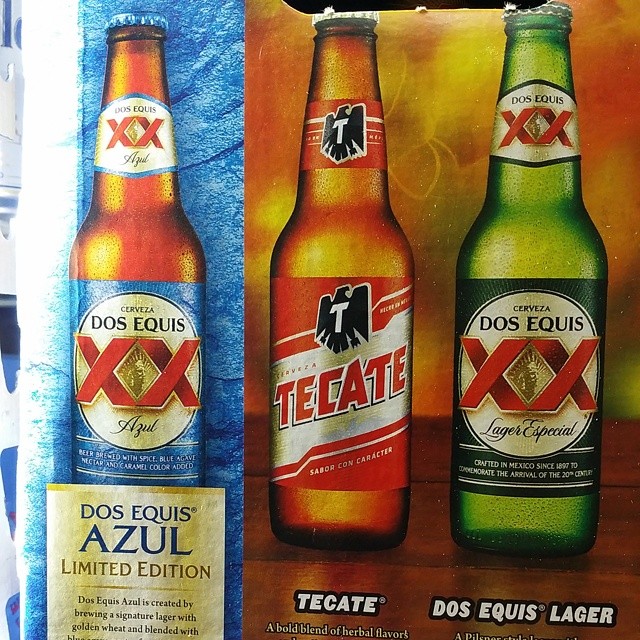 DOS EQUIS
XX
Azul
CERVEZA
DOS EQUIS
XX
Azul
BEER BREWED WITH SPICE, BLUE AGAVE
NECTAR AND CARAMEL COLOR ADDED
DOS EQUIS®
AZUL
LIMITED EDITION
Dos Equis Azul is created by
brewing a signature lager with
golden wheat and blended with
T
T
HECHO EN
CERVEZA
TECATE
SABOR CON CARÁCTER
TECATE®
A bold blend of herbal flavors
DOS EQUIS
XX
CERVEZA
DOS EQUIS
XX
Lager Especial
CRAFTED IN MEXICO SINCE 1897 TO
COMMEMORATE THE ARRIVAL OF THE 20TH CENTURY
DOS EQUIS® LAGER
A Pilsner